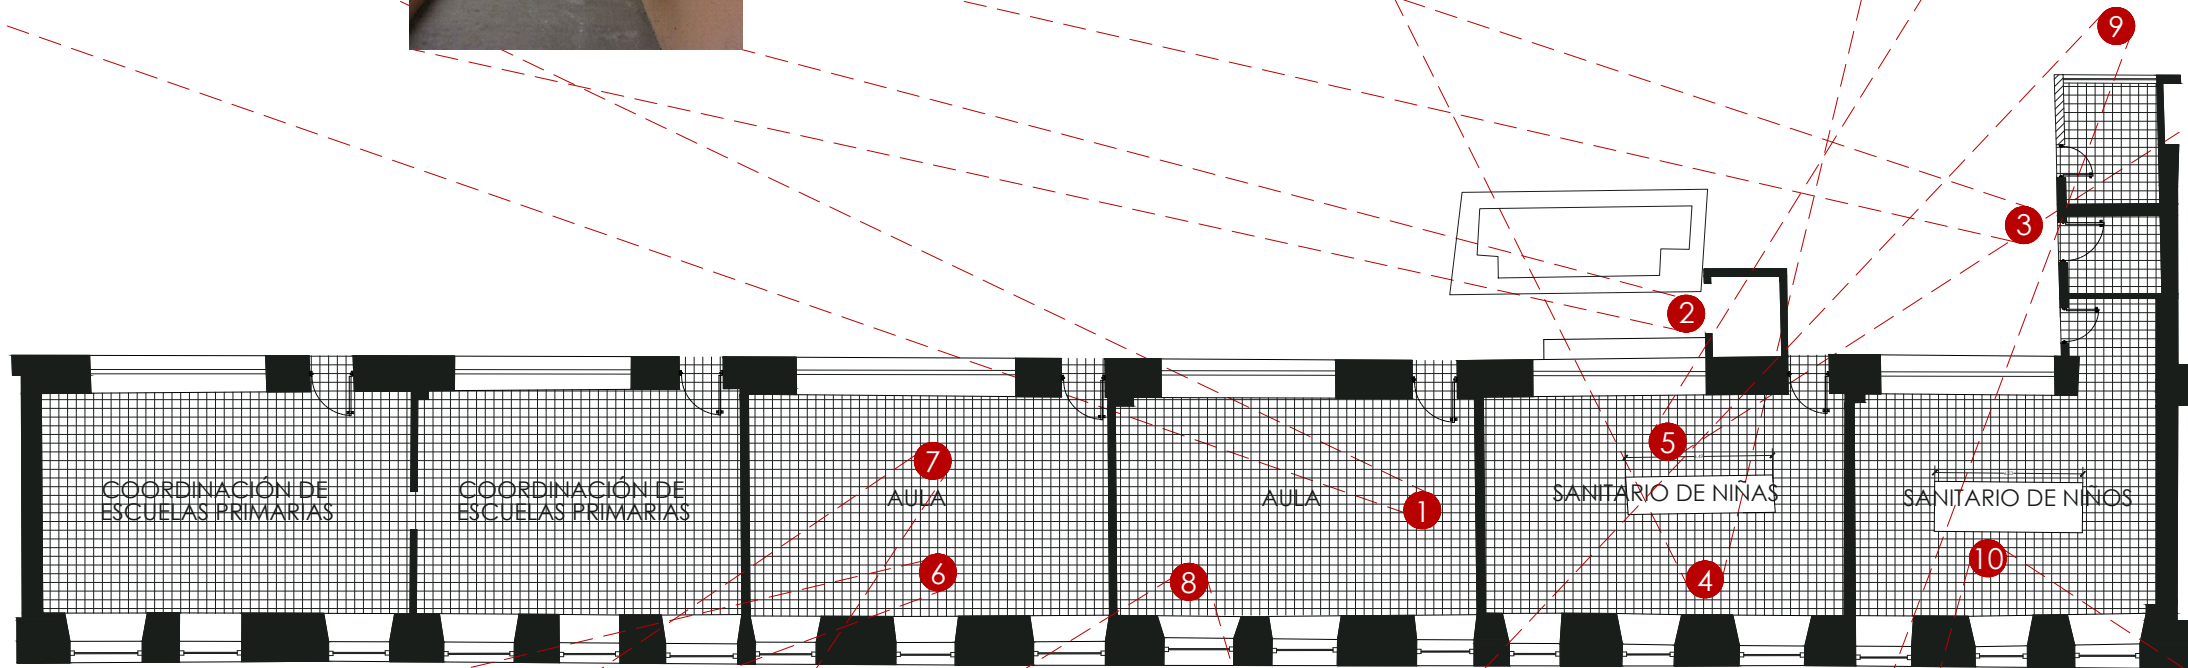 9
3
2
5
7
COORDINACIÓN DE
ESCUELAS PRIMARIAS
COORDINACIÓN DE
ESCUELAS PRIMARIAS
AULA
AULA
1
SANITARIO DE NIÑAS
SANITARIO DE NIÑOS
6
8
4
10